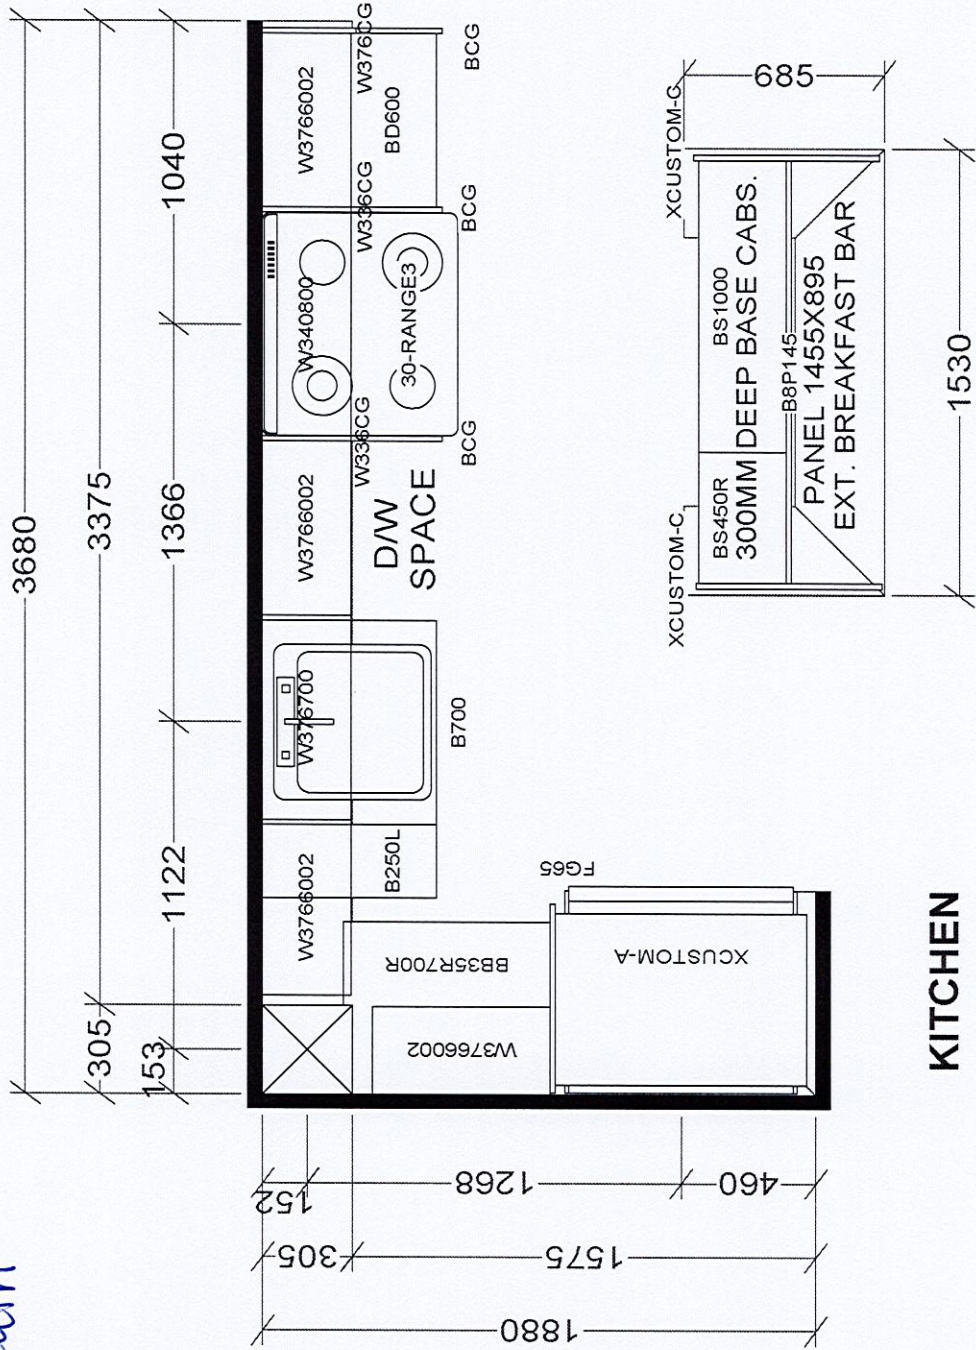 3680
3375
305
1040
1366
1122
153
W3766002
W376CG
BD600
BCG
W336CG
BCG
W340800
30-RANGE3
W336CG
BCG
W3766002
D/W
SPACE
W376700
B700
W3766002
B250L
FG65
BB35R700R
W3766002
XCUSTOM-A
152
1268
460
305
1575
1880
XCUSTOM-C
XCUSTOM-C
685
BS450R
BS1000
300MM DEEP BASE CABS.
B8P145
PANEL 1455X895
EXT. BREAKFAST BAR
1530
KITCHEN